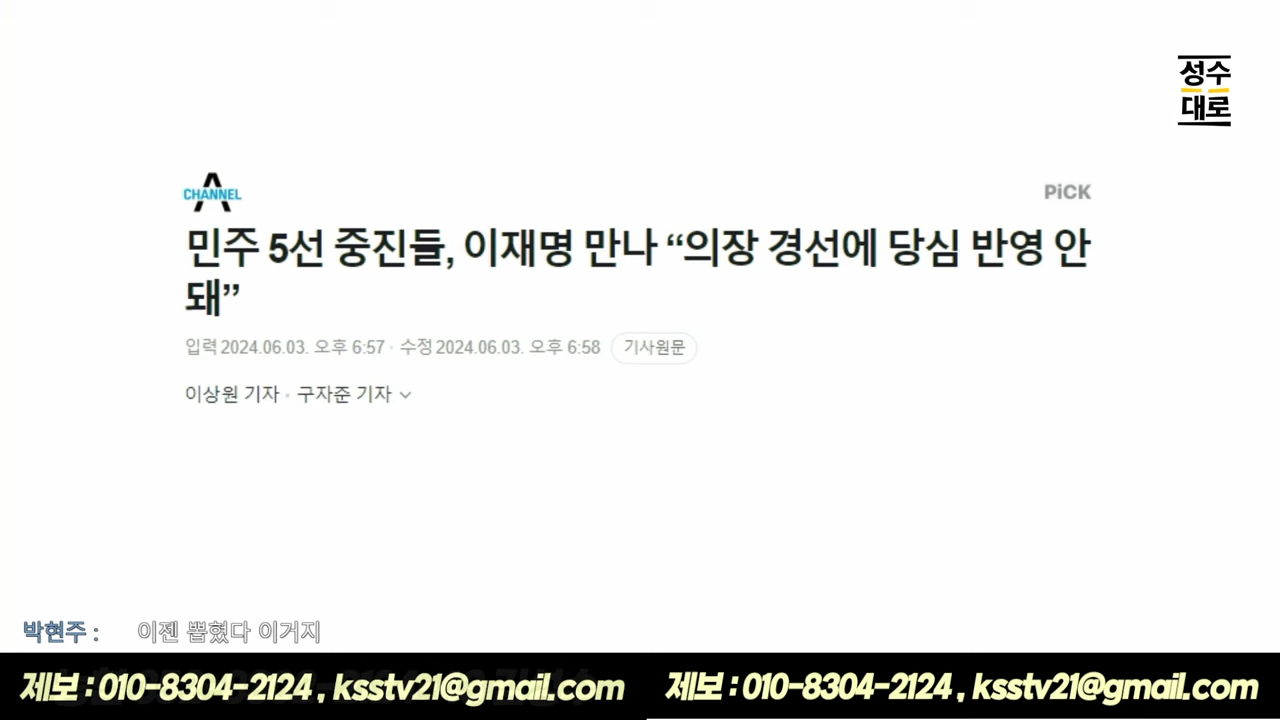 성수
대로
CHANNEL A
PiCK
민주 5선 중진들, 이재명 만나 “의장 경선에 당심 반영 안
돼”
입력 2024.06.03. 오후 6:57 · 수정 2024.06.03. 오후 6:58 기사원문
이상원 기자 · 구자준 기자
박현주 : 이젠 뽑혔다 이거지
제보 : 010-8304-2124 , ksstv21@gmail.com 제보 : 010-8304-2124 , ksstv21@gmail.com